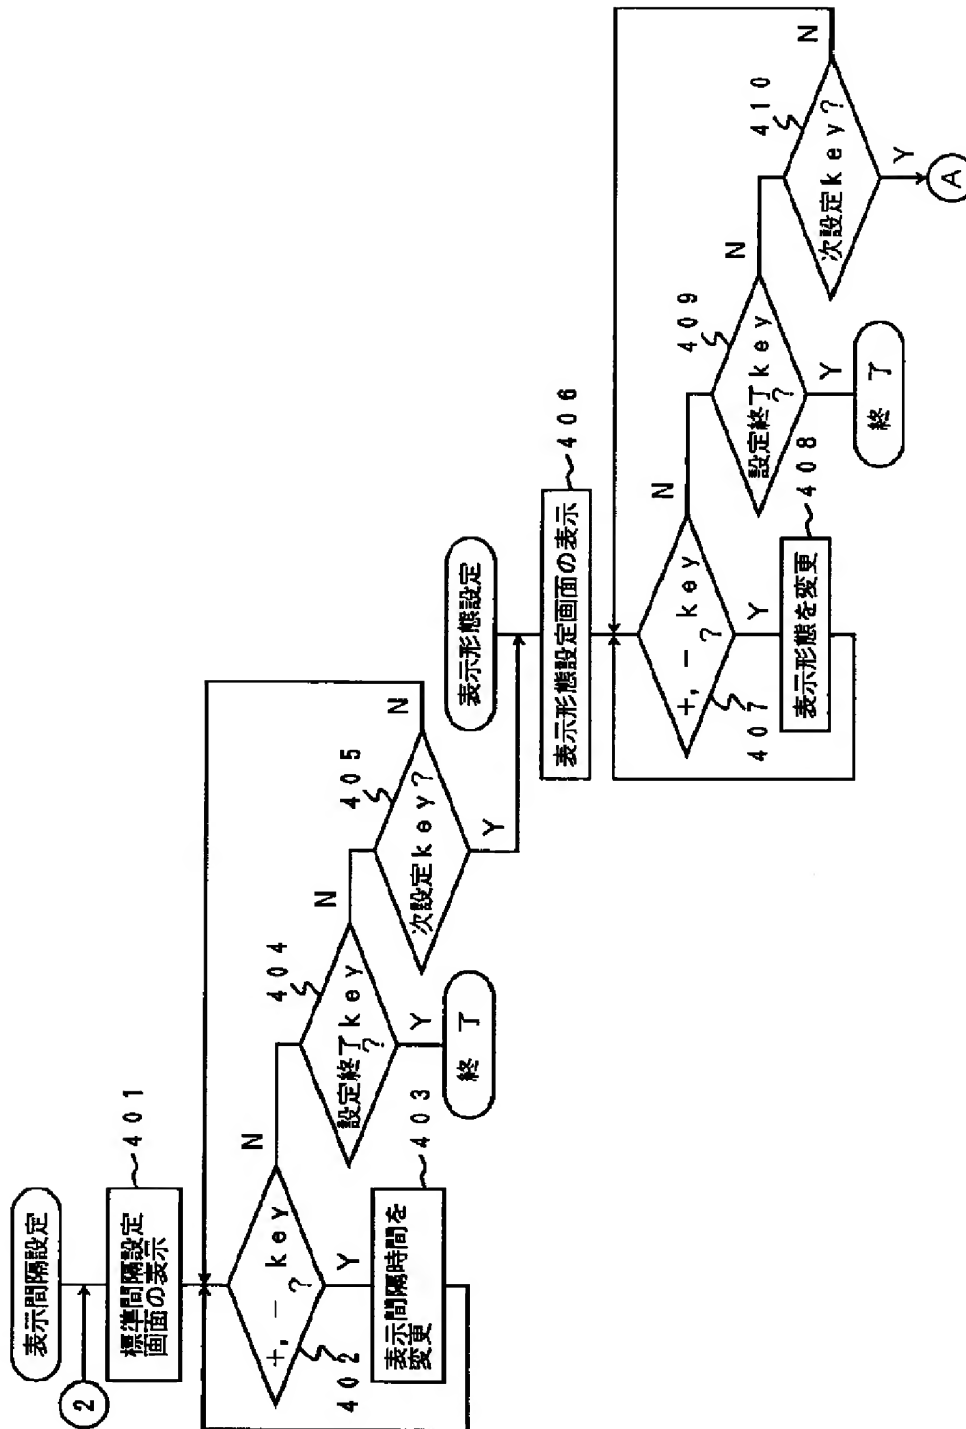 表示間隔設定
2
標準間隔設定
画面の表示
401
+, - key
?
402
Y
N
表示間隔時間を
変更
403
設定終了key
?
404
Y
N
終 了
次設定key?
405
Y
N
表示形態設定
表示形態設定画面の表示
406
+, - key
?
407
Y
N
表示形態を変更
408
設定終了key
?
409
Y
N
終 了
次設定key?
410
Y
N
A